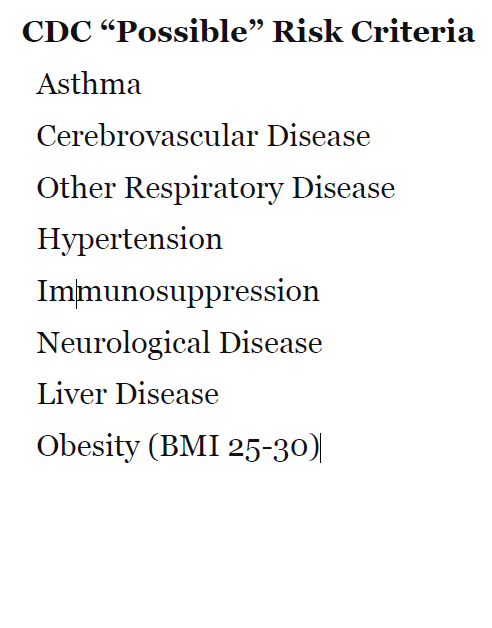 CDC “Possible” Risk Criteria
Asthma
Cerebrovascular Disease
Other Respiratory Disease
Hypertension
Immunosuppression
Neurological Disease
Liver Disease
Obesity (BMI 25-30)